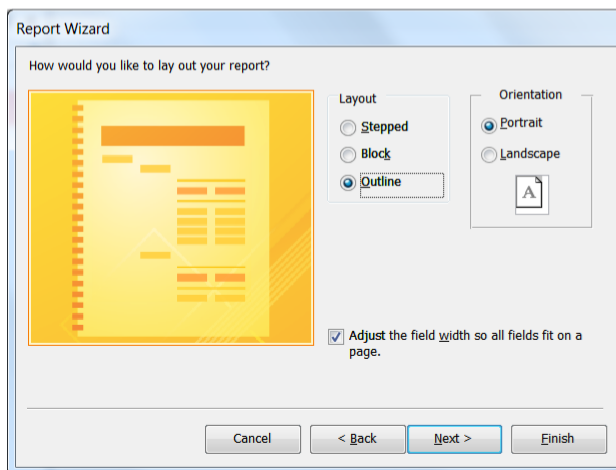 Report Wizard
How would you like to lay out your report?
Layout
Stepped
Block
Outline
Orientation
Portrait
Landscape
A
Adjust the field width so all fields fit on a
page.
Cancel
< Back
Next >
Finish